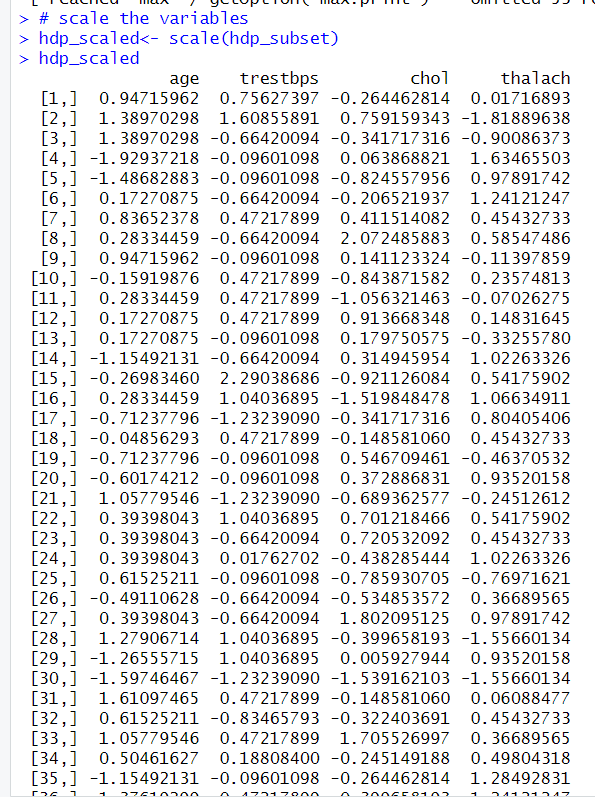 > # scale the variables
> hdp_scaled<- scale(hdp_subset)
> hdp_scaled
age trestbps chol thalach
[1,] 0.94715962 0.75627397 -0.264462814 0.01716893
[2,] 1.38970298 1.60855891 0.759159343 -1.81889638
[3,] 1.38970298 -0.66420094 -0.341717316 -0.90086373
[4,] -1.92937218 -0.09601098 0.063868821 1.63465503
[5,] -1.48682883 -0.09601098 -0.824557956 0.97891742
[6,] 0.17270875 -0.66420094 -0.206521937 1.24121247
[7,] 0.83652378 0.47217899 0.411514082 0.45432733
[8,] 0.28334459 -0.66420094 2.072485883 0.58547486
[9,] 0.94715962 -0.09601098 0.141123324 -0.11397859
[10,] -0.15919876 0.47217899 -0.843871582 0.23574813
[11,] 0.28334459 0.47217899 -1.056321463 -0.07026275
[12,] 0.17270875 0.47217899 0.913668348 0.14831645
[13,] 0.17270875 -0.09601098 0.179750575 -0.33255780
[14,] -1.15492131 -0.66420094 0.314945954 1.02263326
[15,] -0.26983460 2.29038686 -0.921126084 0.54175902
[16,] 0.28334459 1.04036895 -1.519848478 1.06634911
[17,] -0.71237796 -1.23239090 -0.341717316 0.80405406
[18,] -0.04856293 0.47217899 -0.148581060 0.45432733
[19,] -0.71237796 -0.09601098 0.546709461 -0.46370532
[20,] -0.60174212 -0.09601098 0.372886831 0.93520158
[21,] 1.05779546 -1.23239090 -0.689362577 -0.24512612
[22,] 0.39398043 1.04036895 0.701218466 0.54175902
[23,] 0.39398043 -0.66420094 0.720532092 0.45432733
[24,] 0.39398043 0.01762702 -0.438285444 1.02263326
[25,] 0.61525211 -0.09601098 -0.785930705 -0.76971621
[26,] -0.49110628 -0.66420094 -0.534853572 0.36689565
[27,] 0.39398043 -0.66420094 1.802095125 0.97891742
[28,] 1.27906714 1.04036895 -0.399658193 -1.55660134
[29,] -1.26555715 1.04036895 0.005927944 0.93520158
[30,] -1.59746467 -1.23239090 -1.539162103 -1.55660134
[31,] 1.61097465 0.47217899 -0.148581060 0.06088477
[32,] 0.61525211 -0.83465793 -0.322403691 0.45432733
[33,] 1.05779546 0.47217899 1.705526997 0.36689565
[34,] 0.50461627 0.18808400 -0.245149188 0.49804318
[35,] -1.15492131 -0.09601098 -0.264462814 1.28492831